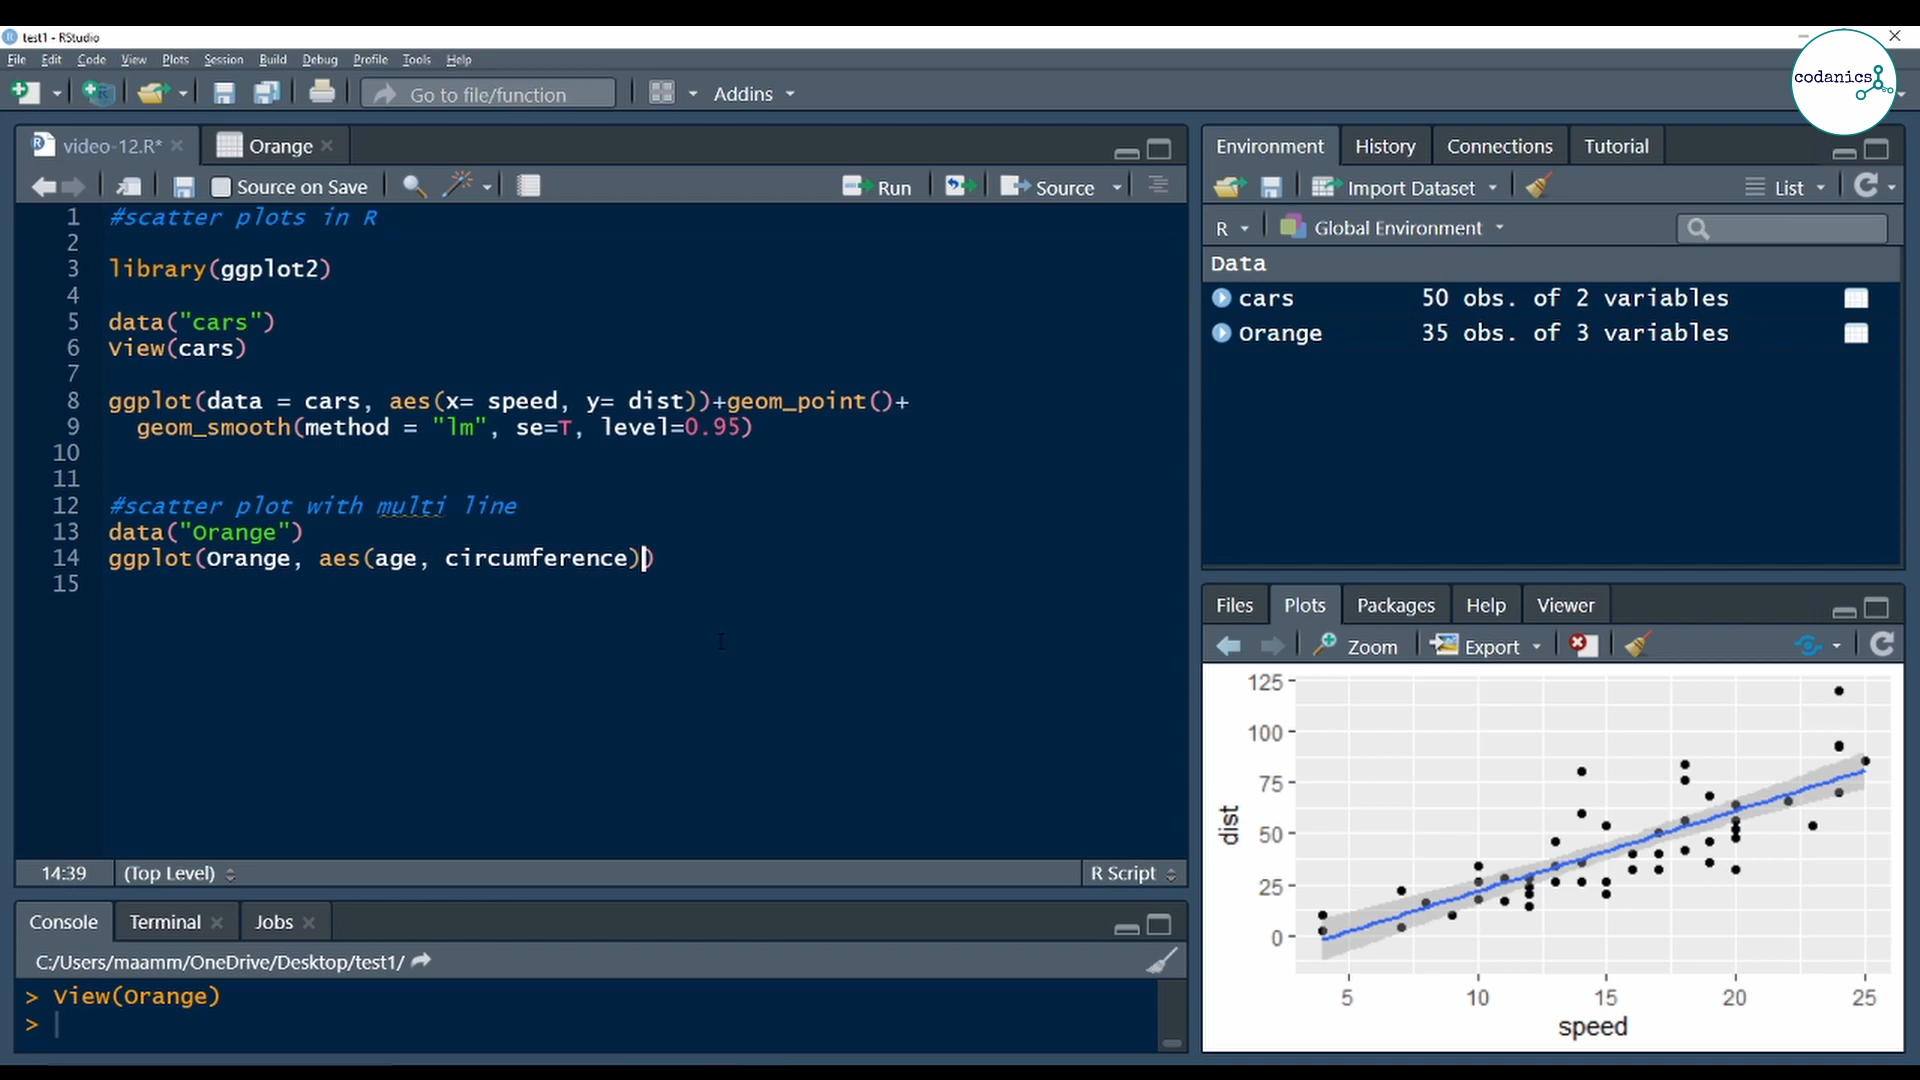 test1 - RStudio
codanics
File Edit Code View Plots Session Build Debug Profile Tools Help
Go to file/function
Addins
video-12.R*
Orange
Source on Save
Run
Source
1 #scatter plots in R
2
3 library(ggplot2)
4
5 data("cars")
6 View(cars)
7
8 ggplot(data = cars, aes(x= speed, y= dist))+geom_point()+
9 geom_smooth(method = "lm", se=T, level=0.95)
10
11
12 #scatter plot with multi line
13 data("Orange")
14 ggplot(Orange, aes(age, circumference))
15
14:39 (Top Level) R Script
Console Terminal Jobs
C:/Users/maamm/OneDrive/Desktop/test1/
> View(Orange)
>
Environment History Connections Tutorial
Import Dataset
List
R Global Environment
Data
cars 50 obs. of 2 variables
Orange 35 obs. of 3 variables
Files Plots Packages Help Viewer
Zoom Export
125
100
75
50
25
0
dist
5 10 15 20 25
speed